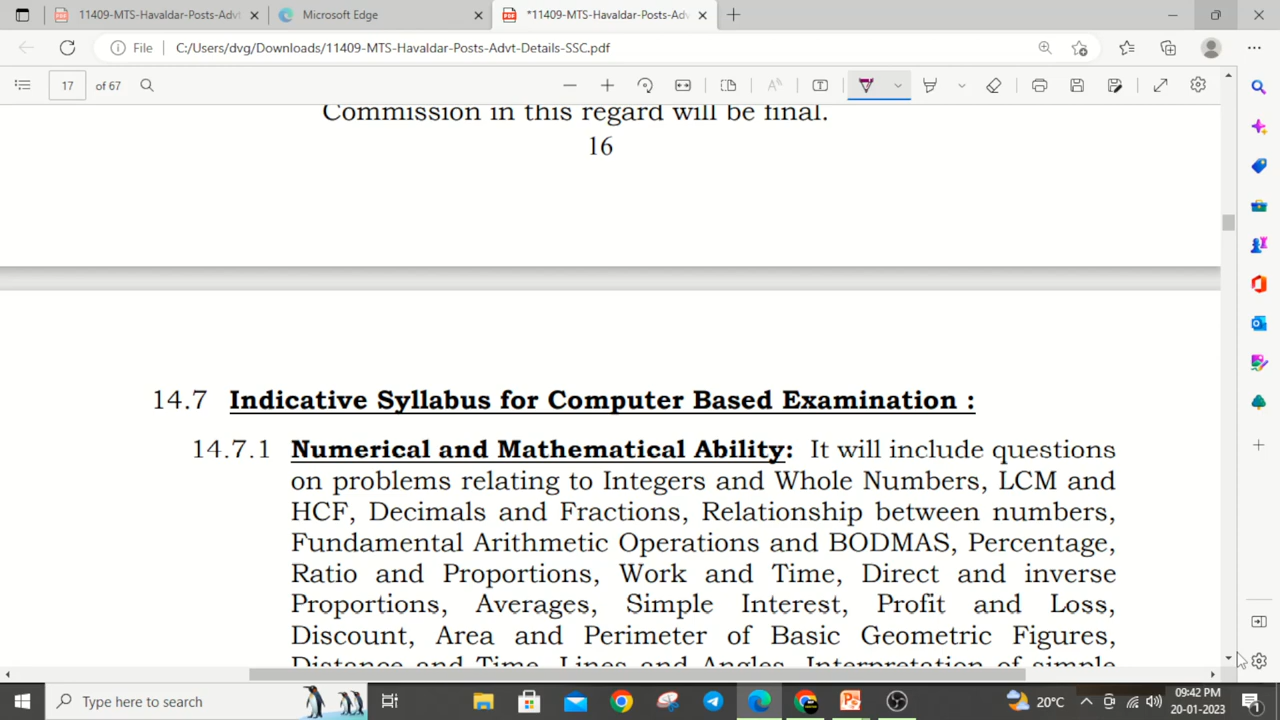 11409-MTS-Havaldar-Posts-Adv
Microsoft Edge
*11409-MTS-Havaldar-Posts-Adv
File
C:/Users/dvg/Downloads/11409-MTS-Havaldar-Posts-Advt-Details-SSC.pdf
17 of 67
Commission in this regard will be final.
16
14.7 Indicative Syllabus for Computer Based Examination :
14.7.1 Numerical and Mathematical Ability: It will include questions
on problems relating to Integers and Whole Numbers, LCM and
HCF, Decimals and Fractions, Relationship between numbers,
Fundamental Arithmetic Operations and BODMAS, Percentage,
Ratio and Proportions, Work and Time, Direct and inverse
Proportions, Averages, Simple Interest, Profit and Loss,
Discount, Area and Perimeter of Basic Geometric Figures,
Distance and Time, Lines and Angles, Interpretation of simple
Type here to search
20°C
09:42 PM
20-01-2023
1